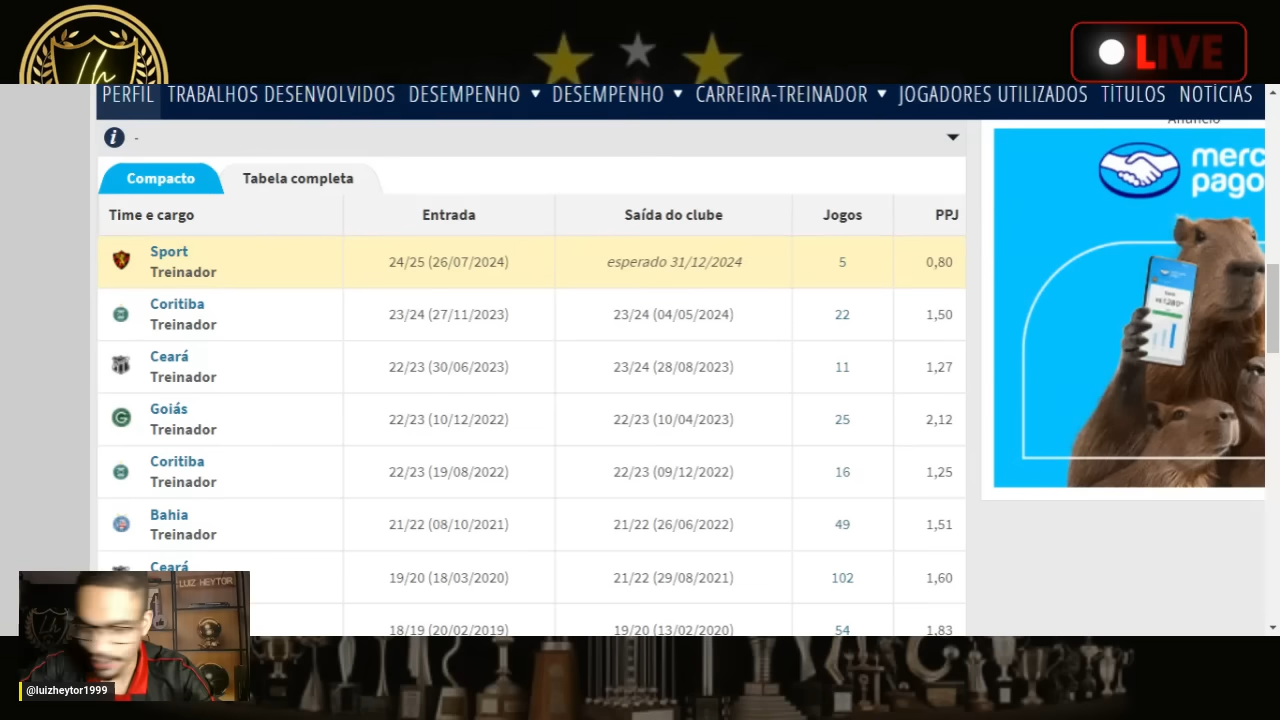 lh
LIVE
PERFIL TRABALHOS DESENVOLVIDOS DESEMPENHO DESEMPENHO CARREIRA-TREINADOR JOGADORES UTILIZADOS TÍTULOS NOTÍCIAS
Anúncio
i -
merc
pago
Compacto Tabela completa
Time e cargo Entrada Saída do clube Jogos PPJ
Sport
Treinador 24/25 (26/07/2024) esperado 31/12/2024 5 0,80
Coritiba
Treinador 23/24 (27/11/2023) 23/24 (04/05/2024) 22 1,50
Ceará
Treinador 22/23 (30/06/2023) 23/24 (28/08/2023) 11 1,27
Goiás
Treinador 22/23 (10/12/2022) 22/23 (10/04/2023) 25 2,12
Coritiba
Treinador 22/23 (19/08/2022) 22/23 (09/12/2022) 16 1,25
Bahia
Treinador 21/22 (08/10/2021) 21/22 (26/06/2022) 49 1,51
Ceará
19/20 (18/03/2020) 21/22 (29/08/2021) 102 1,60
18/19 (20/02/2019) 19/20 (13/02/2020) 54 1,83
LUIZ HEYTOR
@luizheytor1999